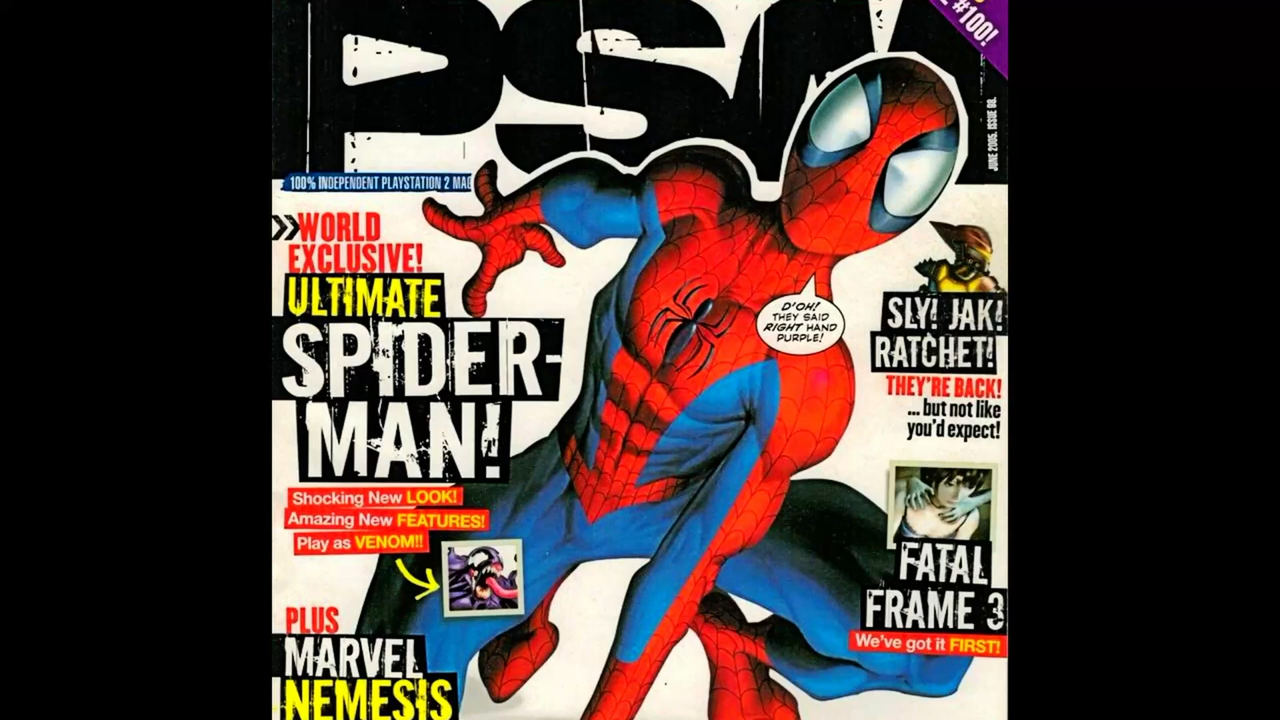 PSM
#100!
JUNE 2005. ISSUE 98.
100% INDEPENDENT PLAYSTATION 2 MAG
WORLD
EXCLUSIVE!
ULTIMATE
SPIDER-
MAN!
Shocking New LOOK!
Amazing New FEATURES!
Play as VENOM!!
PLUS
MARVEL
NEMESIS
D'OH!
THEY SAID
RIGHT HAND
PURPLE!
SLY! JAK!
RATCHET!
THEY'RE BACK!
... but not like
you'd expect!
FATAL
FRAME 3
We've got it FIRST!